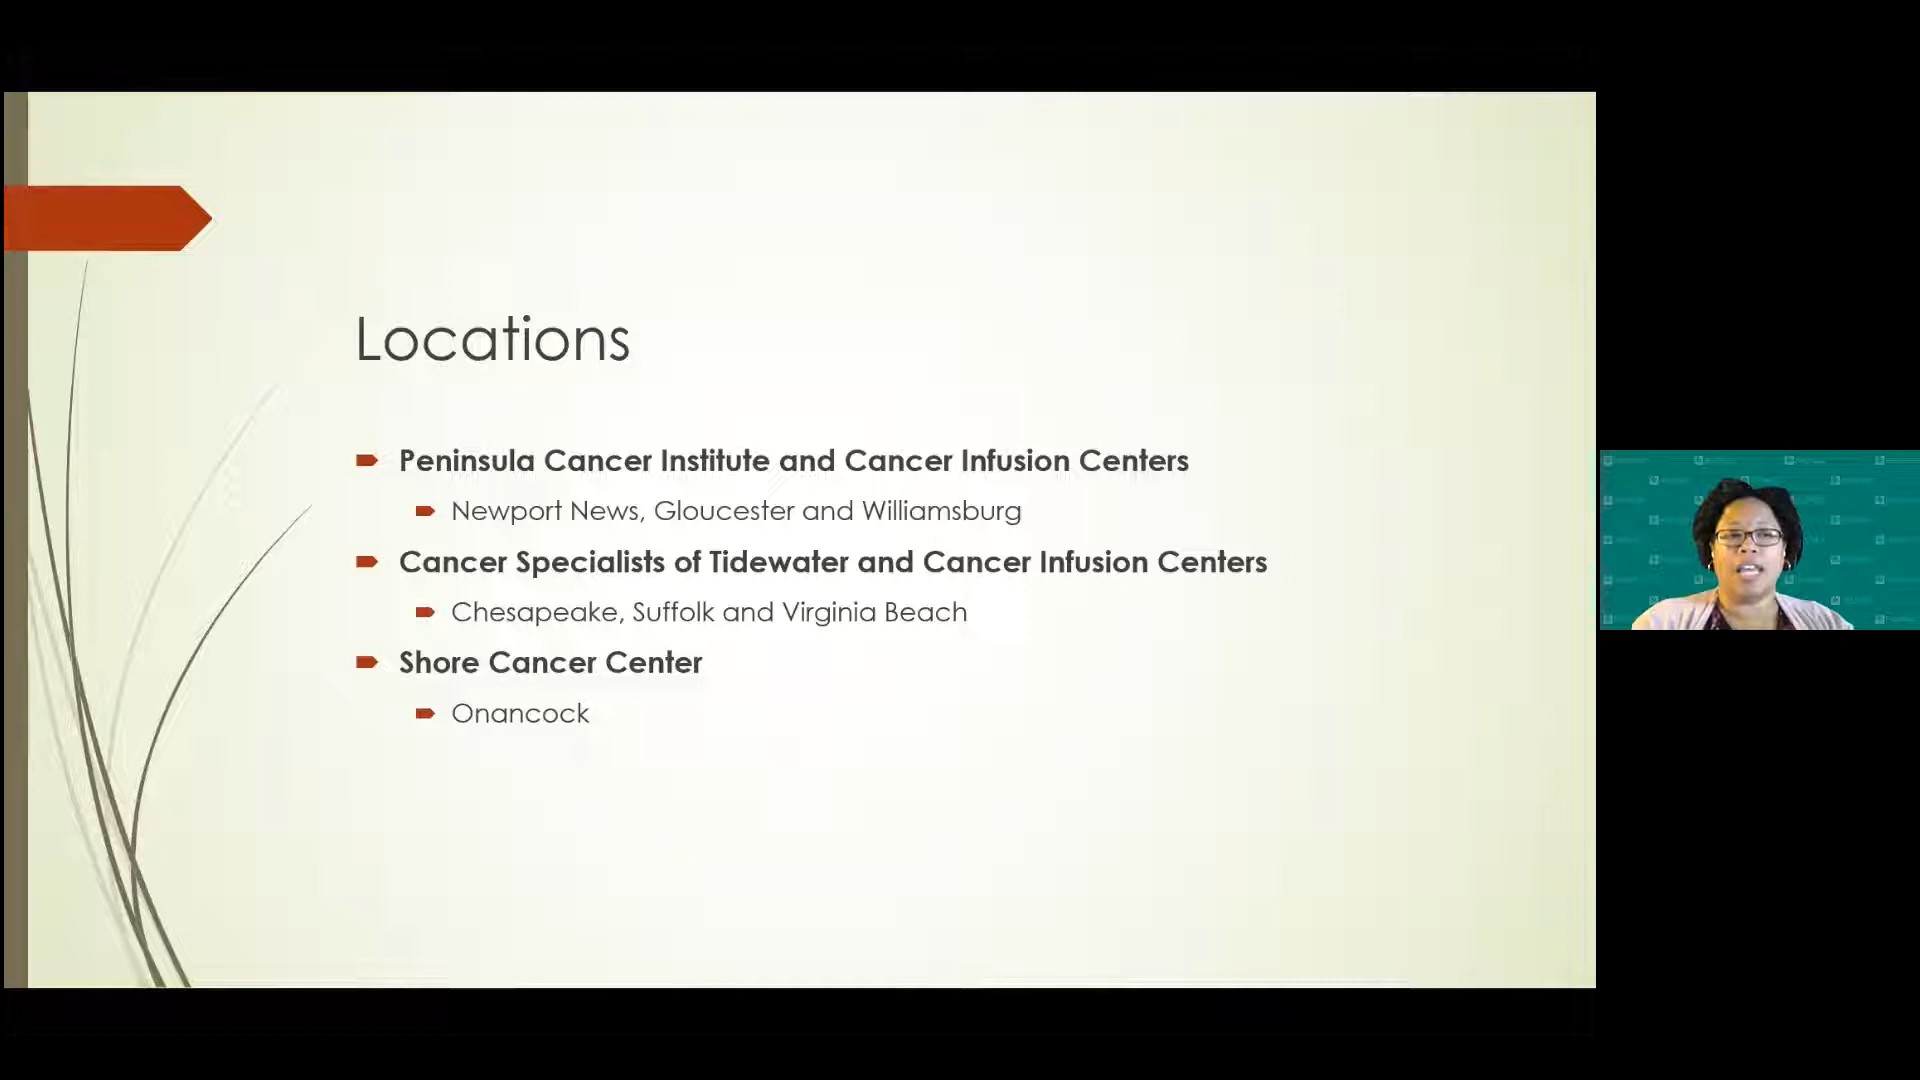 Locations
Peninsula Cancer Institute and Cancer Infusion Centers
Newport News, Gloucester and Williamsburg
Cancer Specialists of Tidewater and Cancer Infusion Centers
Chesapeake, Suffolk and Virginia Beach
Shore Cancer Center
Onancock